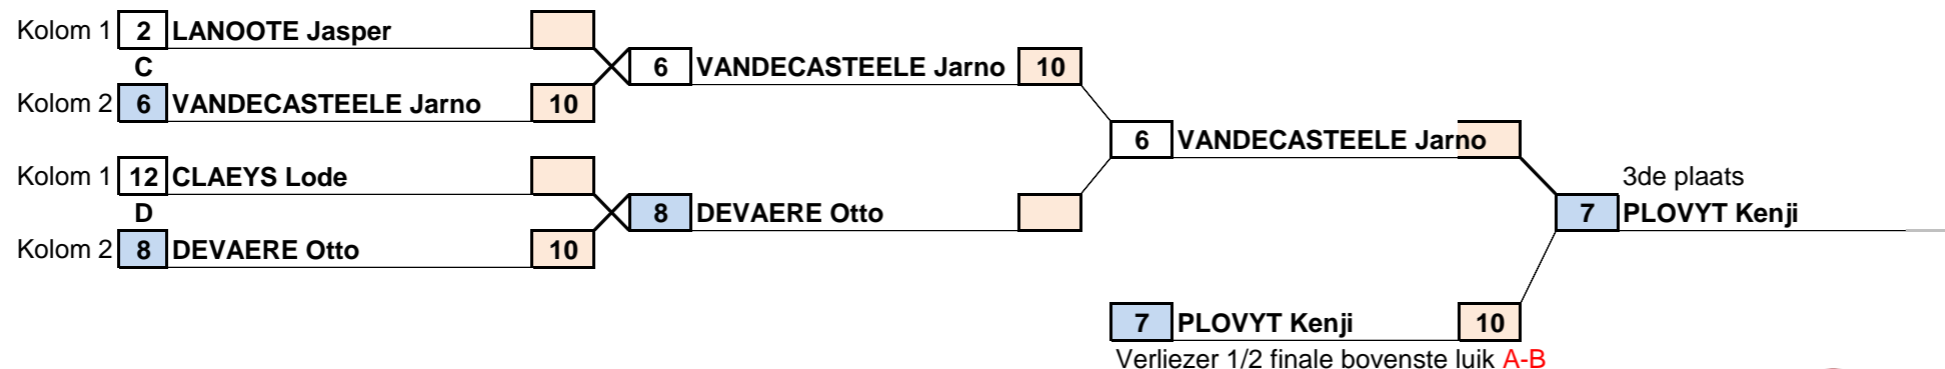 Kolom 1 2 LANOOTE Jasper
C
Kolom 2 6 VANDECASTEELE Jarno 10
Kolom 1 12 CLAEYS Lode
D
Kolom 2 8 DEVAERE Otto 10
6 VANDECASTEELE Jarno 10
8 DEVAERE Otto
6 VANDECASTEELE Jarno
7 PLOVYT Kenji 10
Verliezer 1/2 finale bovenste luik A-B
3de plaats
7 PLOVYT Kenji